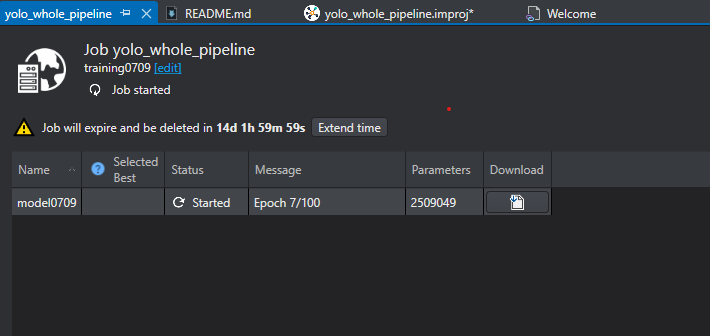 yolo_whole_pipeline README.md yolo_whole_pipeline.improj* Welcome
Job yolo_whole_pipeline
training0709 [edit]
Job started
Job will expire and be deleted in 14d 1h 59m 59s Extend time
Name Selected Best Status Message Parameters Download
model0709 Started Epoch 7/100 2509049